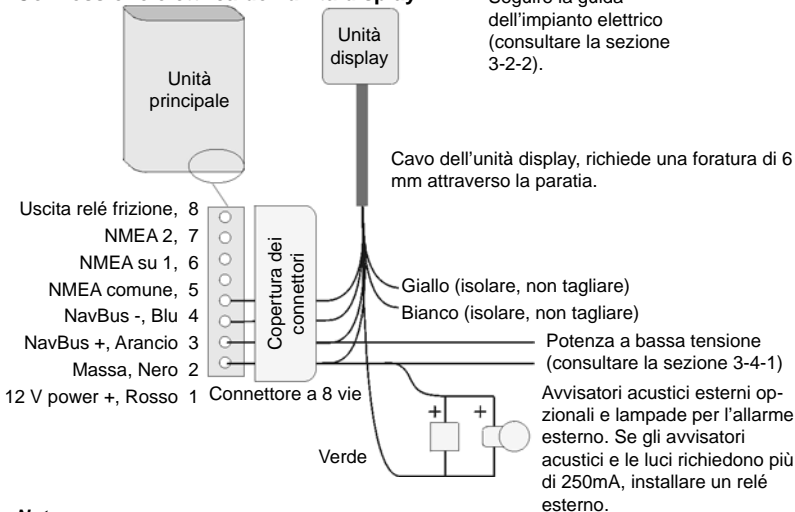 Seguire la guida
dell'impianto elettrico
(consultare la sezione
3-2-2).
Unità
display
Unità
principale
Cavo dell'unità display, richiede una foratura di 6
mm attraverso la paratia.
Uscita relé frizione, 8
NMEA 2, 7
NMEA su 1, 6
NMEA comune, 5
NavBus -, Blu 4
NavBus +, Arancio 3
Massa, Nero 2
12 V power +, Rosso 1
Copertura dei
connettori
Connettore a 8 vie
Giallo (isolare, non tagliare)
Bianco (isolare, non tagliare)
Potenza a bassa tensione
(consultare la sezione 3-4-1)
+ +
Verde
Avvisatori acustici esterni op-
zionali e lampade per l'allarme
esterno. Se gli avvisatori
acustici e le luci richiedono più
di 250mA, installare un relé
esterno.